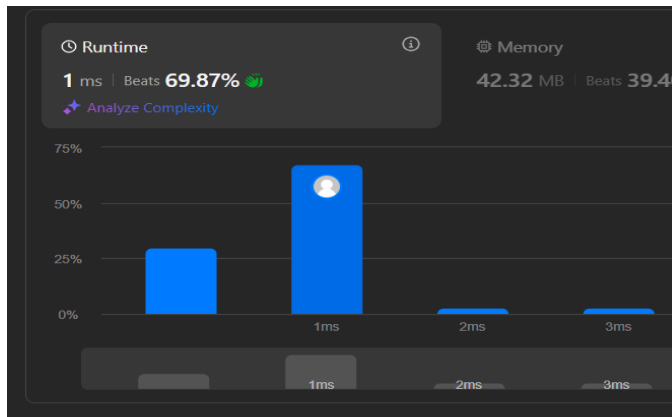 Runtime
1 ms | Beats 69.87%
Analyze Complexity
Memory
42.32 MB | Beats
75%
50%
25%
0%
1ms 2ms 3ms
1ms 2ms 3ms